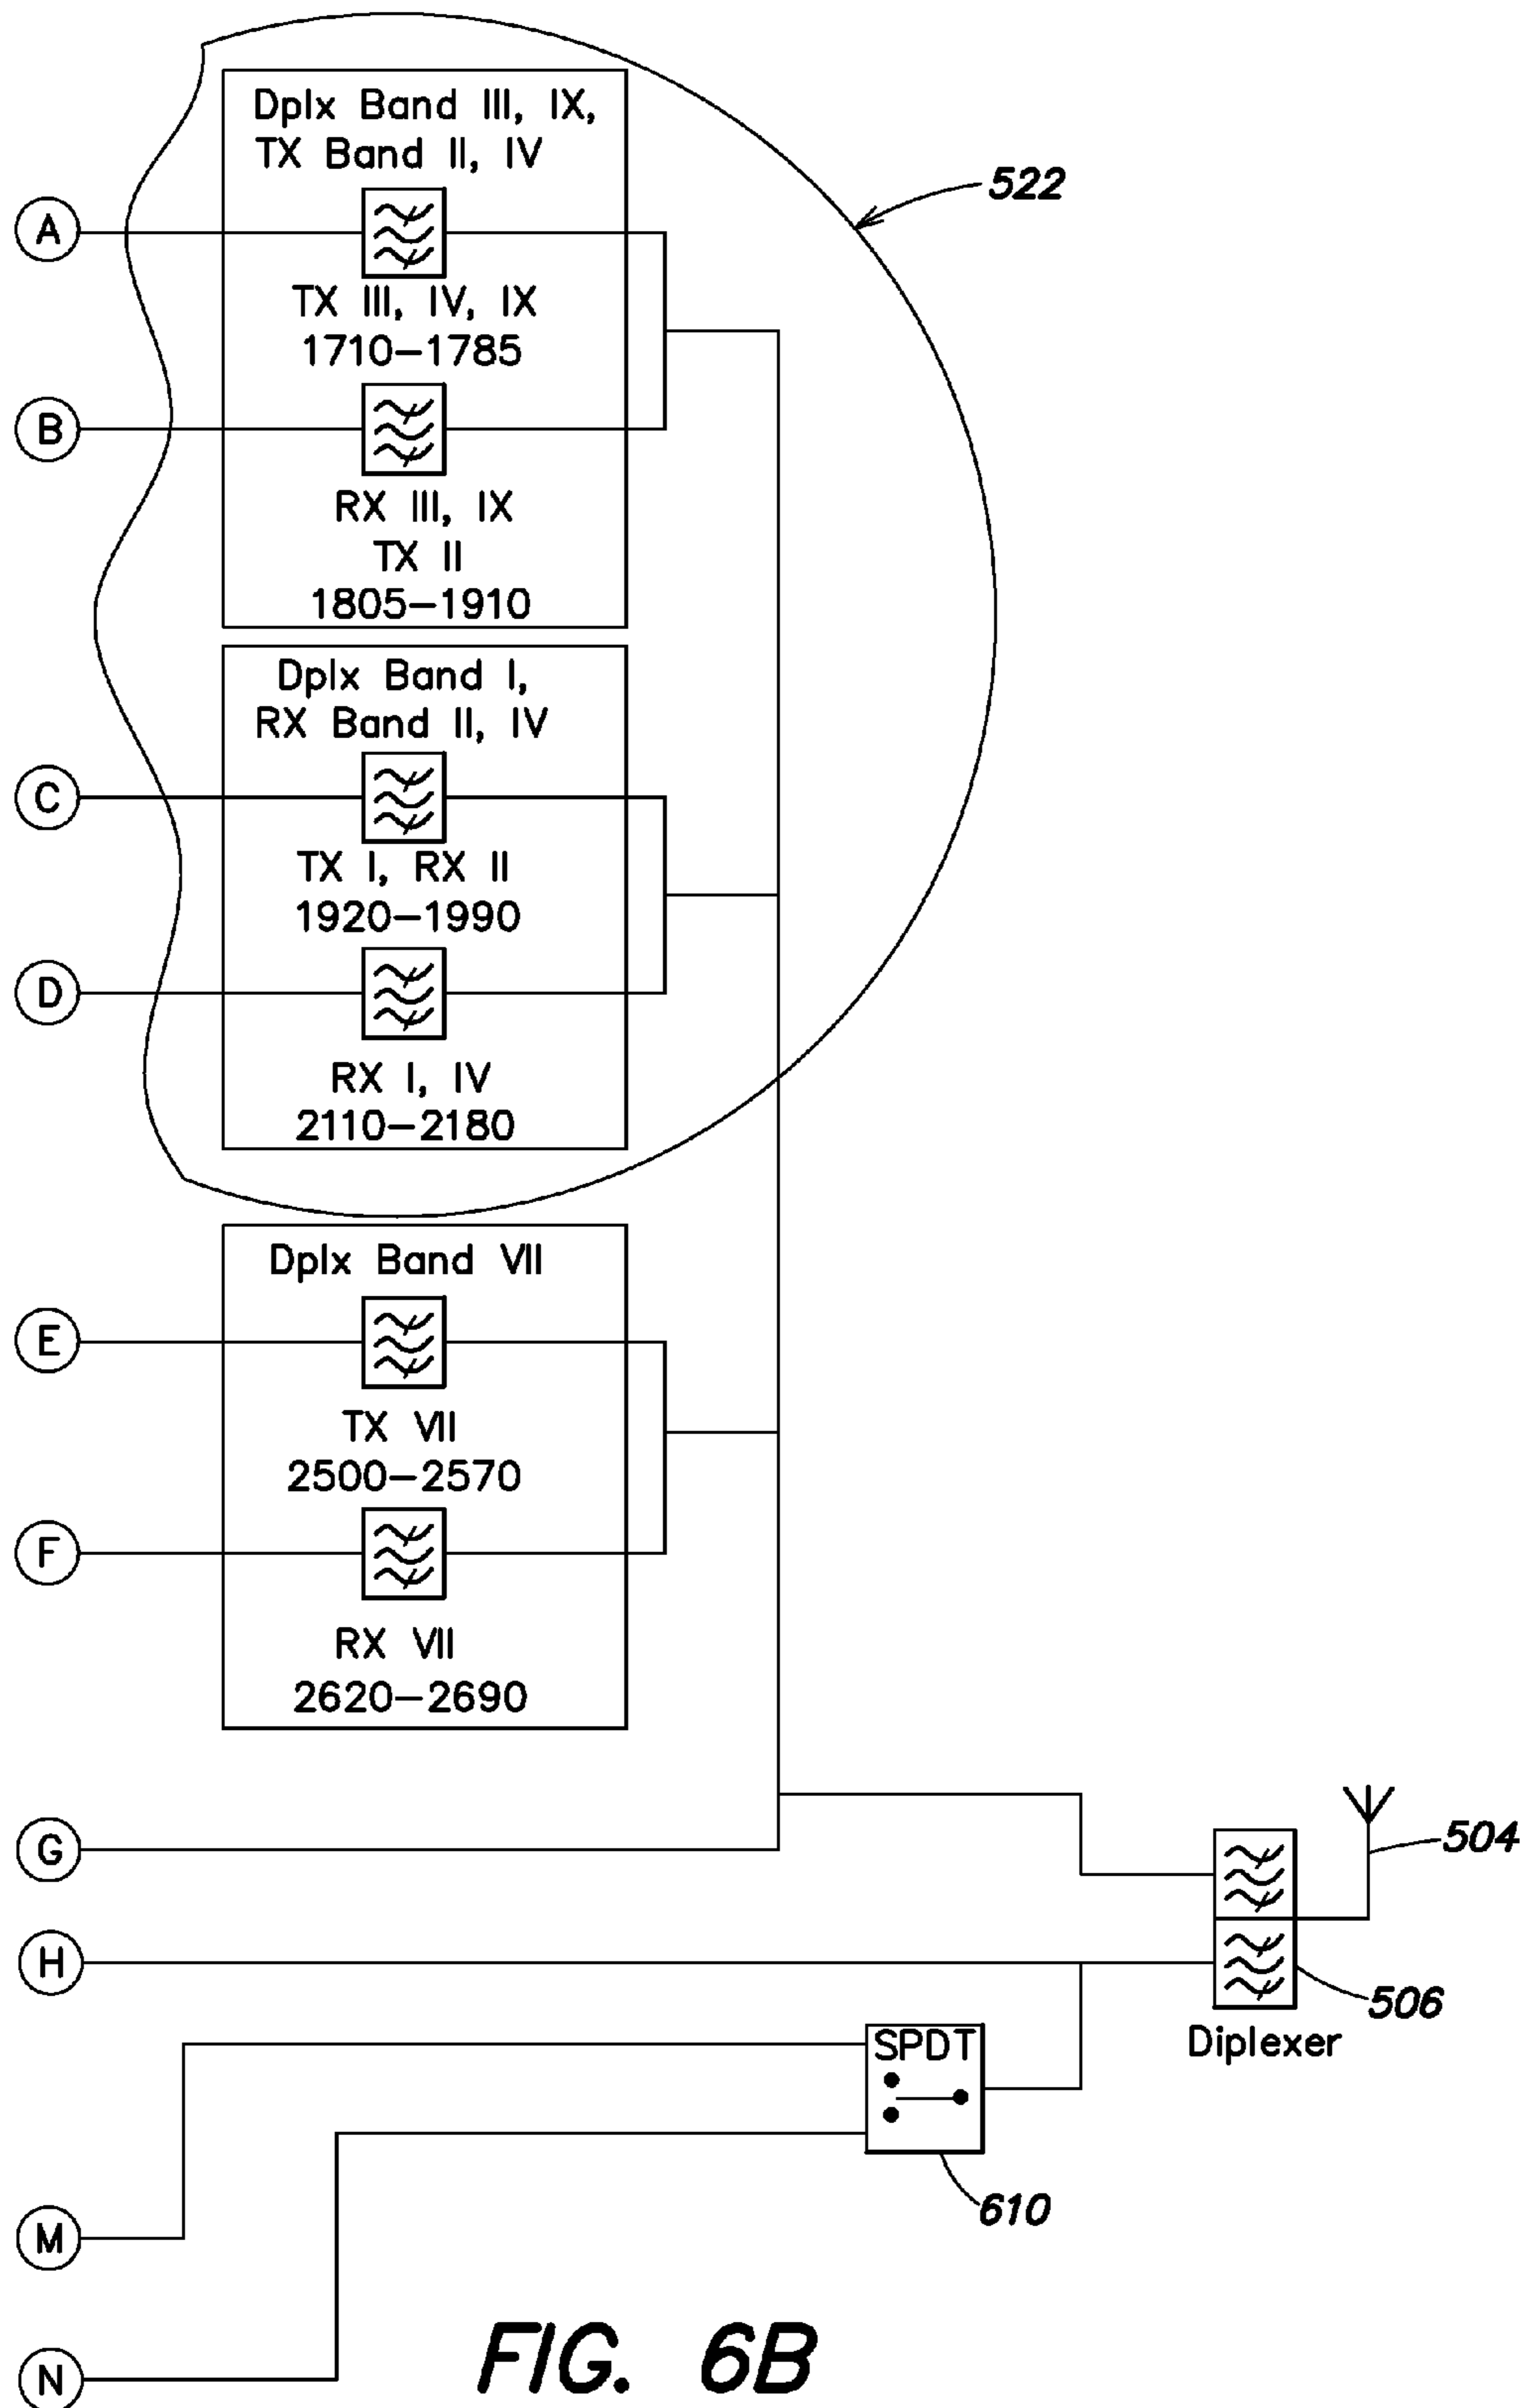 Dplx Band III, IX,
TX Band II, IV
522
A
TX III, IV, IX
1710–1785
B
RX III, IX
TX II
1805–1910
Dplx Band I,
RX Band II, IV
C
TX I, RX II
1920–1990
D
RX I, IV
2110–2180
Dplx Band VII
E
TX VII
2500–2570
F
RX VII
2620–2690
G
504
H
506
SPDT
Diplexer
610
M
N
FIG. 6B